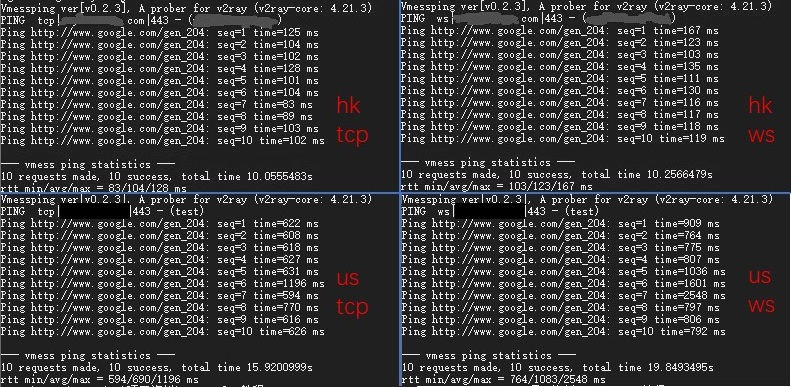 Vmessping ver[v0.2.3], A prober for v2ray (v2ray-core: 4.21.3)
PING tcp| com|443 - ( )
Ping http://www.google.com/gen_204: seq=1 time=125 ms
Ping http://www.google.com/gen_204: seq=2 time=104 ms
Ping http://www.google.com/gen_204: seq=3 time=102 ms
Ping http://www.google.com/gen_204: seq=4 time=128 ms
Ping http://www.google.com/gen_204: seq=5 time=101 ms
Ping http://www.google.com/gen_204: seq=6 time=104 ms
Ping http://www.google.com/gen_204: seq=7 time=83 ms
Ping http://www.google.com/gen_204: seq=8 time=89 ms
Ping http://www.google.com/gen_204: seq=9 time=103 ms
Ping http://www.google.com/gen_204: seq=10 time=102 ms
hk
tcp
--- vmess ping statistics ---
10 requests made, 10 success, total time 10.0555483s
rtt min/avg/max = 83/104/128 ms
Vmessping ver[v0.2.3], A prober for v2ray (v2ray-core: 4.21.3)
PING ws| com|443 - ( )
Ping http://www.google.com/gen_204: seq=1 time=167 ms
Ping http://www.google.com/gen_204: seq=2 time=123 ms
Ping http://www.google.com/gen_204: seq=3 time=103 ms
Ping http://www.google.com/gen_204: seq=4 time=135 ms
Ping http://www.google.com/gen_204: seq=5 time=111 ms
Ping http://www.google.com/gen_204: seq=6 time=130 ms
Ping http://www.google.com/gen_204: seq=7 time=116 ms
Ping http://www.google.com/gen_204: seq=8 time=117 ms
Ping http://www.google.com/gen_204: seq=9 time=118 ms
Ping http://www.google.com/gen_204: seq=10 time=119 ms
hk
ws
--- vmess ping statistics ---
10 requests made, 10 success, total time 10.2566479s
rtt min/avg/max = 103/123/167 ms
Vmessping ver[v0.2.3], A prober for v2ray (v2ray-core: 4.21.3)
PING tcp| |443 - (test)
Ping http://www.google.com/gen_204: seq=1 time=622 ms
Ping http://www.google.com/gen_204: seq=2 time=608 ms
Ping http://www.google.com/gen_204: seq=3 time=618 ms
Ping http://www.google.com/gen_204: seq=4 time=627 ms
Ping http://www.google.com/gen_204: seq=5 time=631 ms
Ping http://www.google.com/gen_204: seq=6 time=1196 ms
Ping http://www.google.com/gen_204: seq=7 time=594 ms
Ping http://www.google.com/gen_204: seq=8 time=770 ms
Ping http://www.google.com/gen_204: seq=9 time=616 ms
Ping http://www.google.com/gen_204: seq=10 time=626 ms
us
tcp
--- vmess ping statistics ---
10 requests made, 10 success, total time 15.9200999s
rtt min/avg/max = 594/690/1196 ms
Vmessping ver[v0.2.3], A prober for v2ray (v2ray-core: 4.21.3)
PING ws| |443 - (test)
Ping http://www.google.com/gen_204: seq=1 time=909 ms
Ping http://www.google.com/gen_204: seq=2 time=764 ms
Ping http://www.google.com/gen_204: seq=3 time=775 ms
Ping http://www.google.com/gen_204: seq=4 time=807 ms
Ping http://www.google.com/gen_204: seq=5 time=1036 ms
Ping http://www.google.com/gen_204: seq=6 time=1601 ms
Ping http://www.google.com/gen_204: seq=7 time=2548 ms
Ping http://www.google.com/gen_204: seq=8 time=797 ms
Ping http://www.google.com/gen_204: seq=9 time=806 ms
Ping http://www.google.com/gen_204: seq=10 time=792 ms
us
ws
--- vmess ping statistics ---
10 requests made, 10 success, total time 19.8493495s
rtt min/avg/max = 764/1083/2548 ms